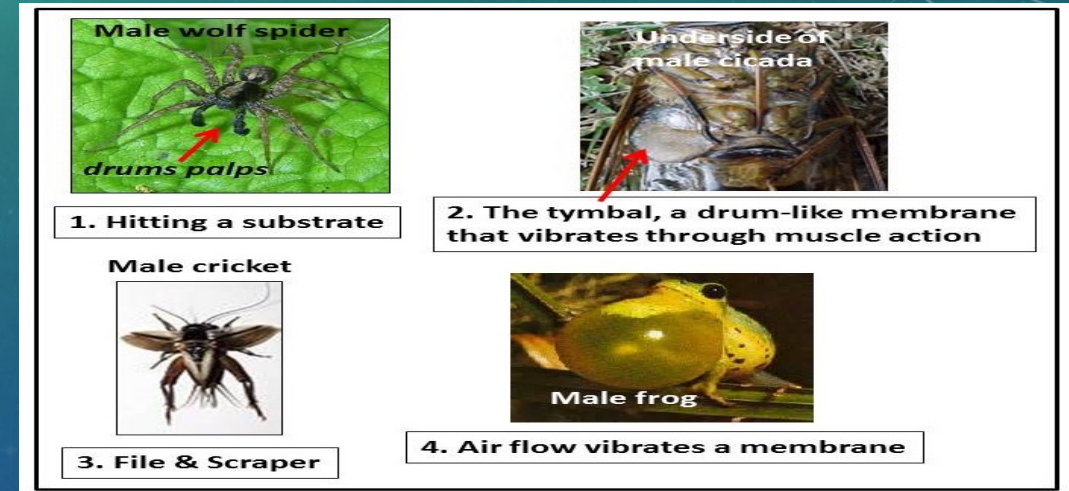 Male wolf spider
drums palps
1. Hitting a substrate
Underside of
male cicada
2. The tymbal, a drum-like membrane
that vibrates through muscle action
Male cricket
3. File & Scraper
Male frog
4. Air flow vibrates a membrane